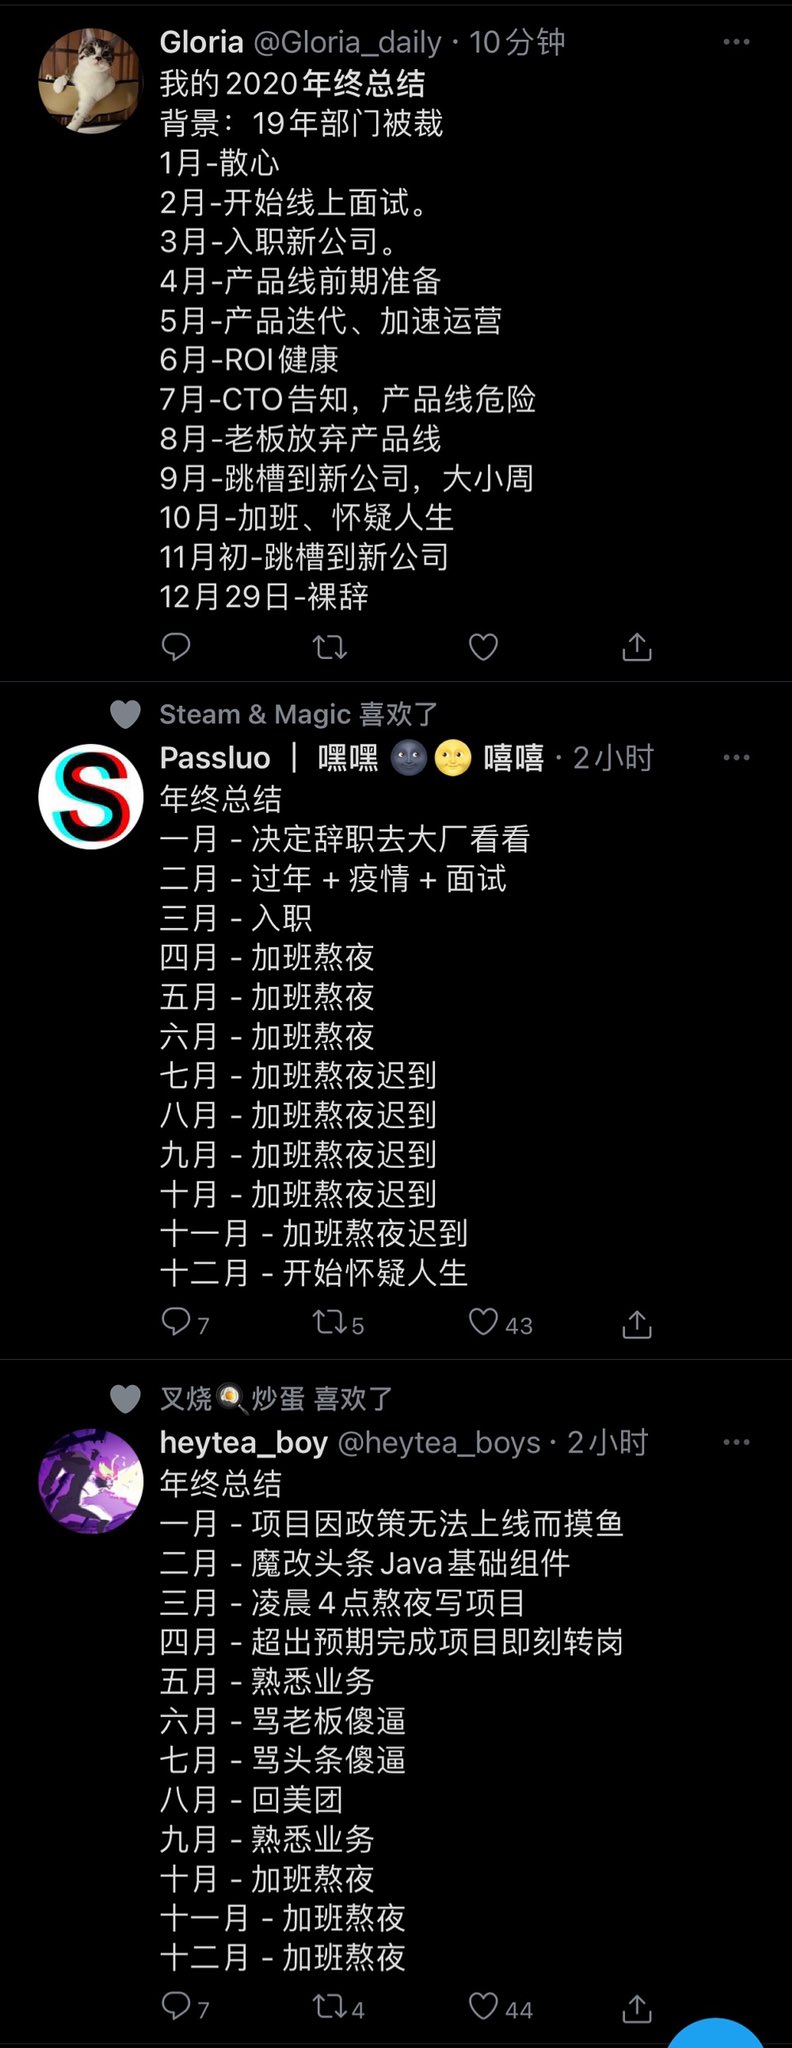 Gloria @Gloria_daily · 10分钟
我的2020年终总结
背景：19年部门被裁
1月-散心
2月-开始线上面试。
3月-入职新公司。
4月-产品线前期准备
5月-产品迭代、加速运营
6月-ROI健康
7月-CTO告知，产品线危险
8月-老板放弃产品线
9月-跳槽到新公司，大小周
10月-加班、怀疑人生
11月初-跳槽到新公司
12月29日-裸辞
Steam & Magic 喜欢了
Passluo ｜ 嘿嘿 🌚🌝 嘻嘻 · 2小时
年终总结
一月 - 决定辞职去大厂看看
二月 - 过年 + 疫情 + 面试
三月 - 入职
四月 - 加班熬夜
五月 - 加班熬夜
六月 - 加班熬夜
七月 - 加班熬夜迟到
八月 - 加班熬夜迟到
九月 - 加班熬夜迟到
十月 - 加班熬夜迟到
十一月 - 加班熬夜迟到
十二月 - 开始怀疑人生
7 5 43
叉烧🍳炒蛋 喜欢了
heytea_boy @heytea_boys · 2小时
年终总结
一月 - 项目因政策无法上线而摸鱼
二月 - 魔改头条Java基础组件
三月 - 凌晨4点熬夜写项目
四月 - 超出预期完成项目即刻转岗
五月 - 熟悉业务
六月 - 骂老板傻逼
七月 - 骂头条傻逼
八月 - 回美团
九月 - 熟悉业务
十月 - 加班熬夜
十一月 - 加班熬夜
十二月 - 加班熬夜
7 4 44